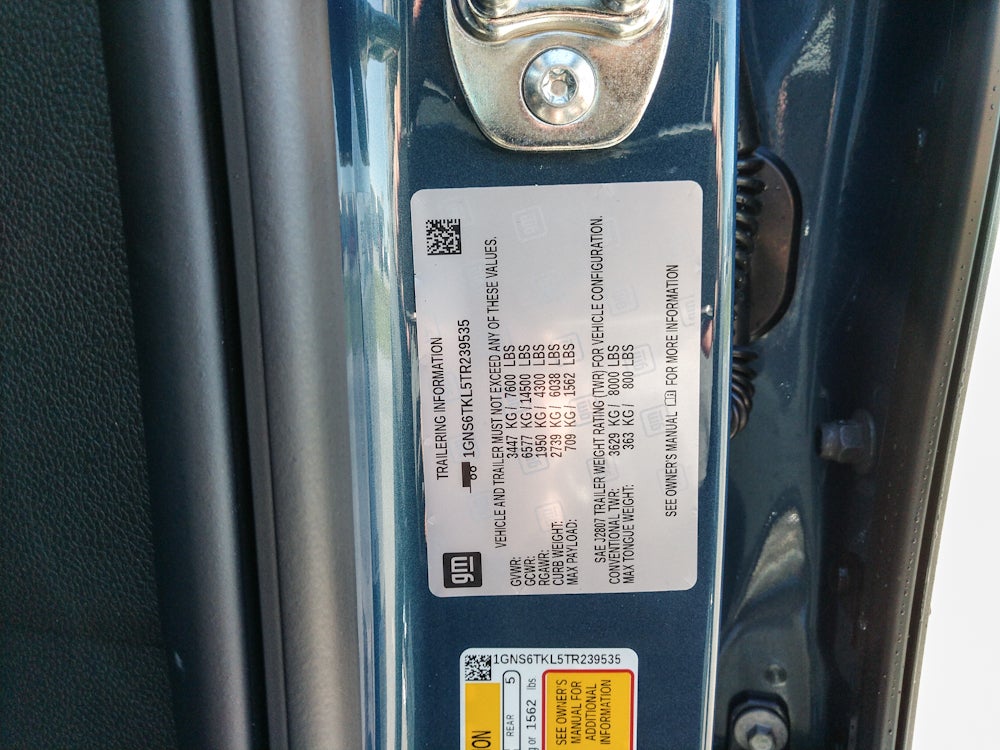 TRAILERING INFORMATION
1GNS6TKL5TR239535
gm
VEHICLE AND TRAILER MUST NOT EXCEED ANY OF THESE VALUES.
GVWR: 3447 KG / 7600 LBS
GCWR: 6577 KG / 14500 LBS
RGAWR: 1950 KG / 4300 LBS
CURB WEIGHT: 2739 KG / 6038 LBS
MAX PAYLOAD: 709 KG / 1562 LBS
SAE J2807 TRAILER WEIGHT RATING (TWR) FOR VEHICLE CONFIGURATION.
CONVENTIONAL TWR: 3629 KG / 8000 LBS
MAX TONGUE WEIGHT: 363 KG / 800 LBS
SEE OWNER'S MANUAL FOR MORE INFORMATION
1GNS6TKL5TR239535
ON
REAR 5
g or 1562 lbs
SEE OWNER'S
MANUAL FOR
ADDITIONAL
INFORMATION